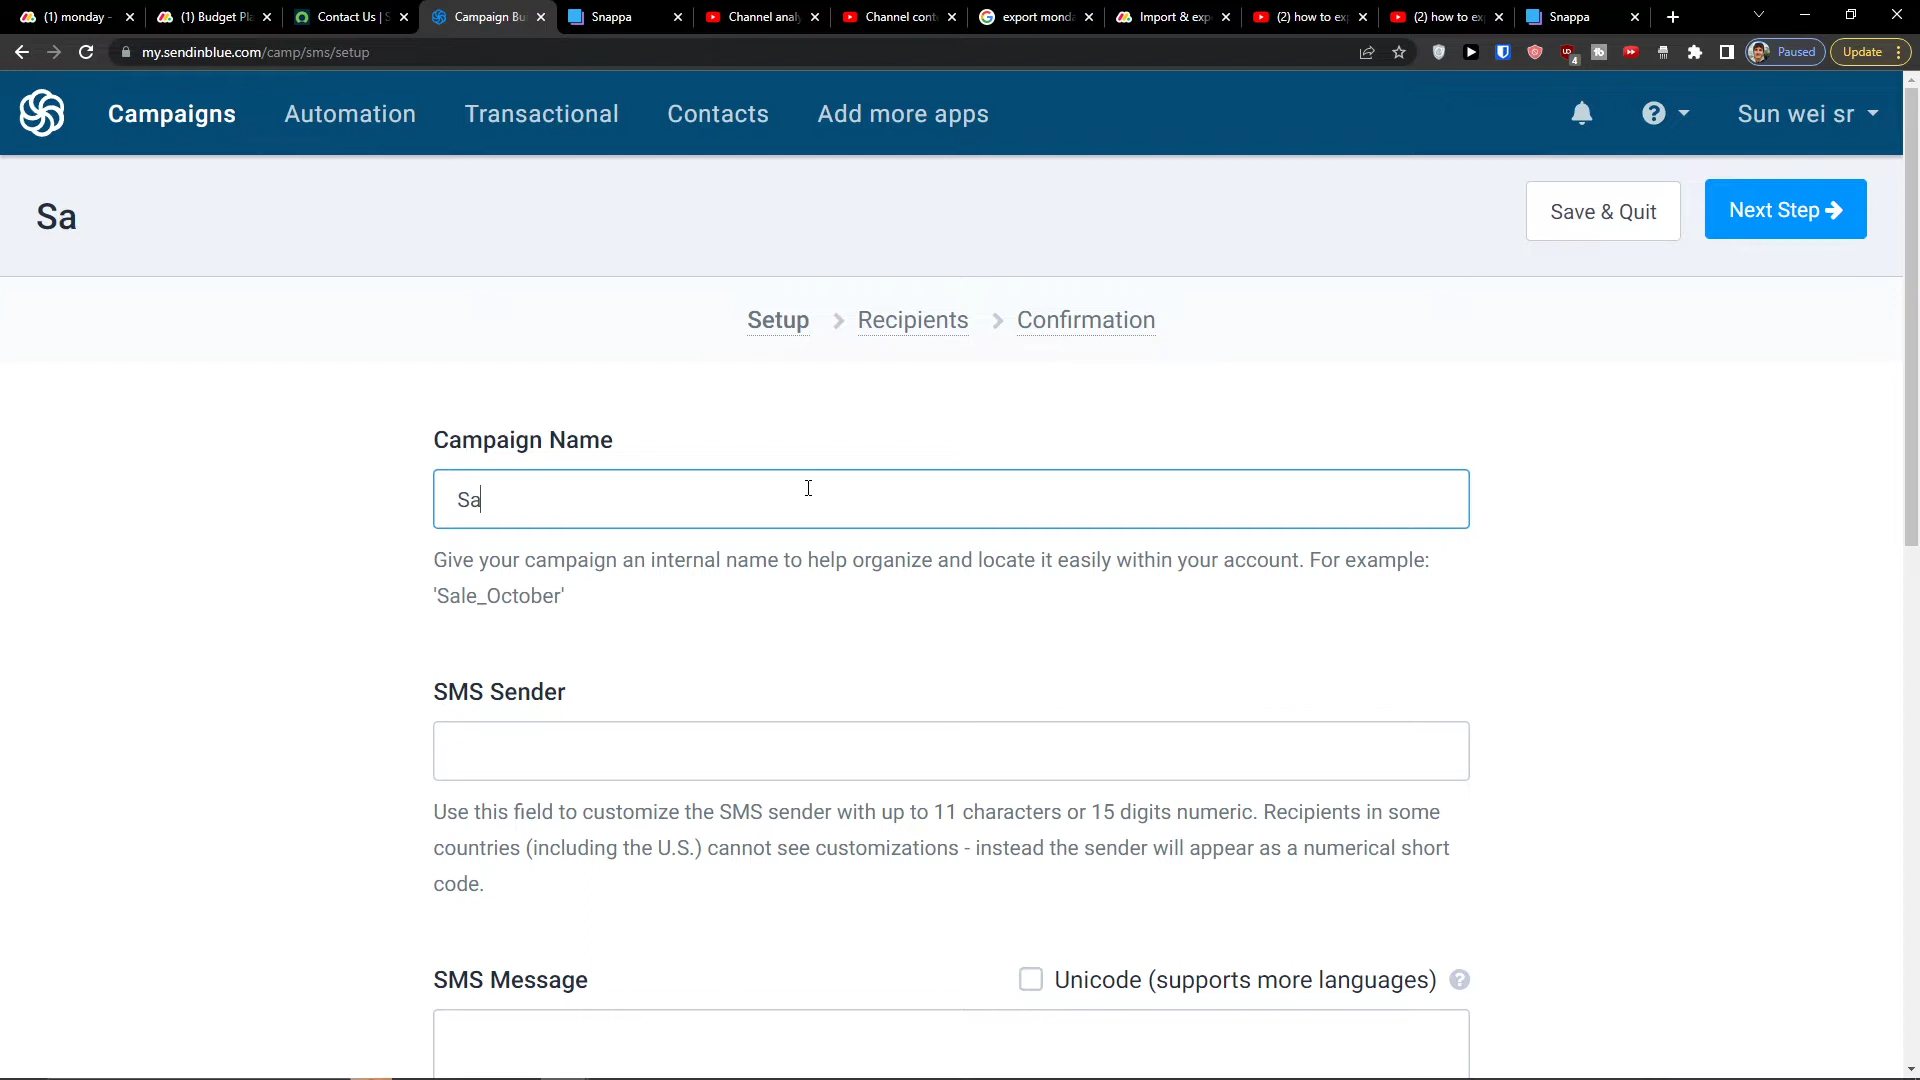 (1) monday -
(1) Budget Pla
Contact Us | S
Campaign Bu
Snappa
Channel analy
Channel cont
export monda
Import & exp
(2) how to ex
(2) how to ex
Snappa
my.sendinblue.com/camp/sms/setup
4
Paused
Update
Campaigns
Automation
Transactional
Contacts
Add more apps
Sun wei sr
Sa
Save & Quit
Next Step
Setup
Recipients
Confirmation
Campaign Name
Sa
Give your campaign an internal name to help organize and locate it easily within your account. For example:
'Sale_October'
SMS Sender
Use this field to customize the SMS sender with up to 11 characters or 15 digits numeric. Recipients in some
countries (including the U.S.) cannot see customizations - instead the sender will appear as a numerical short
code.
SMS Message
Unicode (supports more languages)